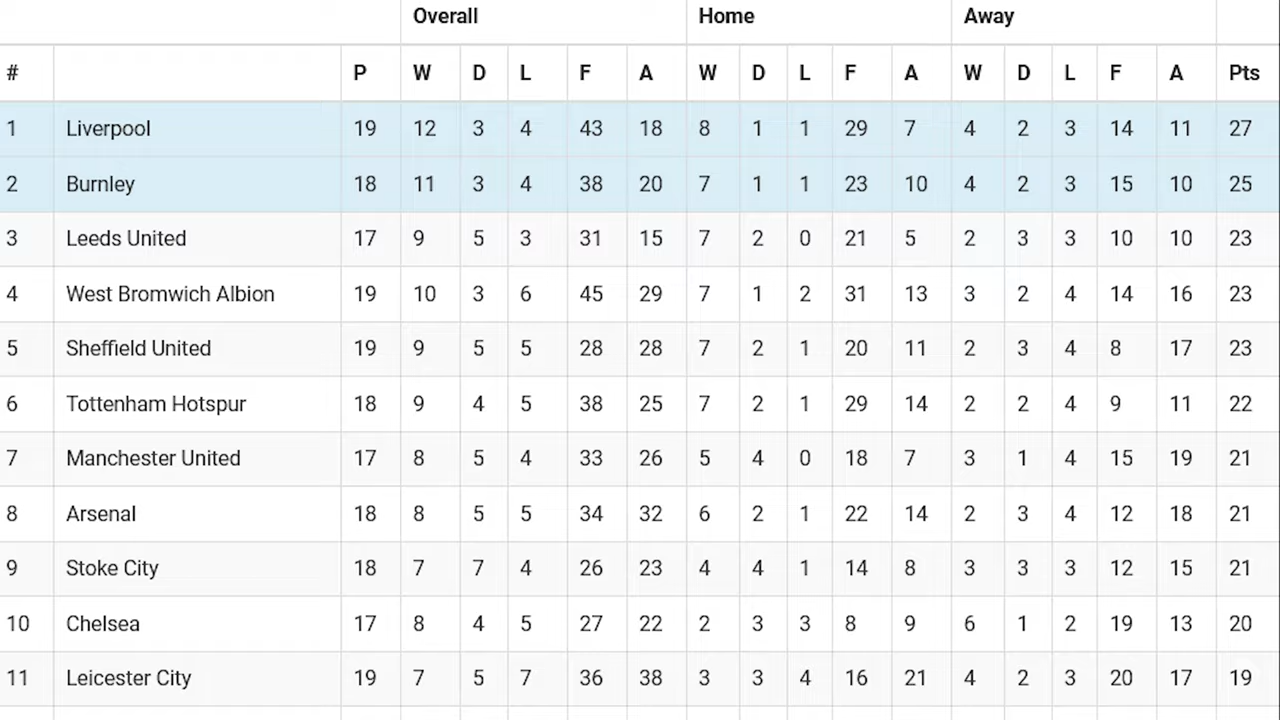 Overall Home Away
# P W D L F A W D L F A W D L F A Pts
1 Liverpool 19 12 3 4 43 18 8 1 1 29 7 4 2 3 14 11 27
2 Burnley 18 11 3 4 38 20 7 1 1 23 10 4 2 3 15 10 25
3 Leeds United 17 9 5 3 31 15 7 2 0 21 5 2 3 3 10 10 23
4 West Bromwich Albion 19 10 3 6 45 29 7 1 2 31 13 3 2 4 14 16 23
5 Sheffield United 19 9 5 5 28 28 7 2 1 20 11 2 3 4 8 17 23
6 Tottenham Hotspur 18 9 4 5 38 25 7 2 1 29 14 2 2 4 9 11 22
7 Manchester United 17 8 5 4 33 26 5 4 0 18 7 3 1 4 15 19 21
8 Arsenal 18 8 5 5 34 32 6 2 1 22 14 2 3 4 12 18 21
9 Stoke City 18 7 7 4 26 23 4 4 1 14 8 3 3 3 12 15 21
10 Chelsea 17 8 4 5 27 22 2 3 3 8 9 6 1 2 19 13 20
11 Leicester City 19 7 5 7 36 38 3 3 4 16 21 4 2 3 20 17 19